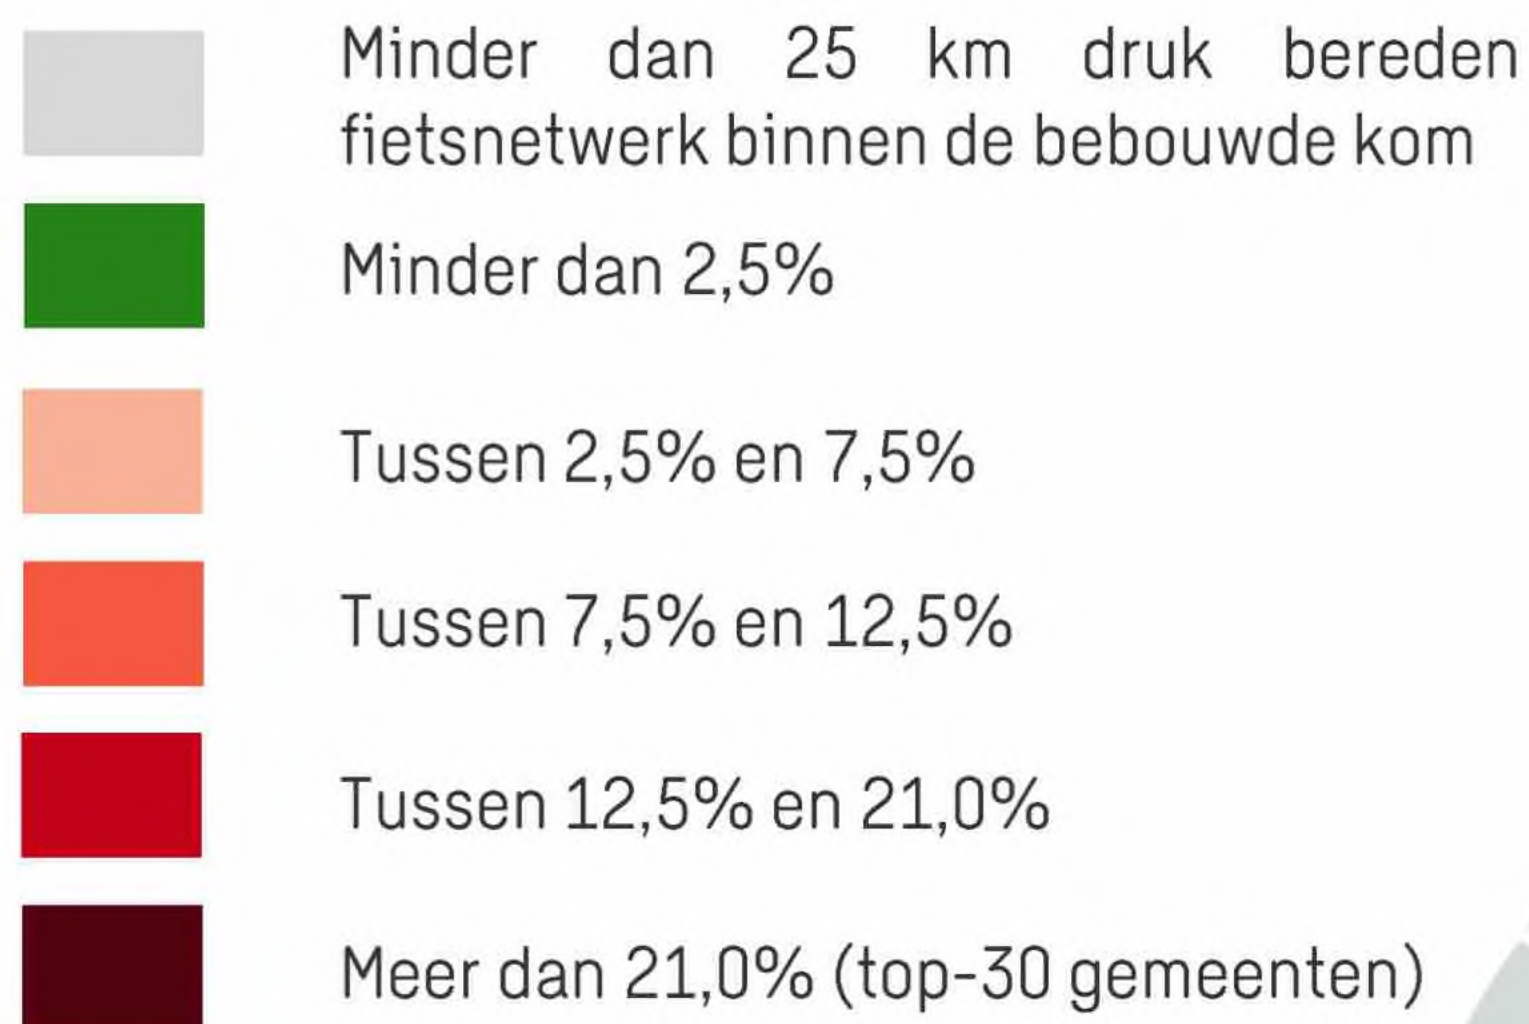 Minder dan 25 km druk bereden
fietsnetwerk binnen de bebouwde kom
Minder dan 2,5%
Tussen 2,5% en 7,5%
Tussen 7,5% en 12,5%
Tussen 12,5% en 21,0%
Meer dan 21,0% (top-30 gemeenten)